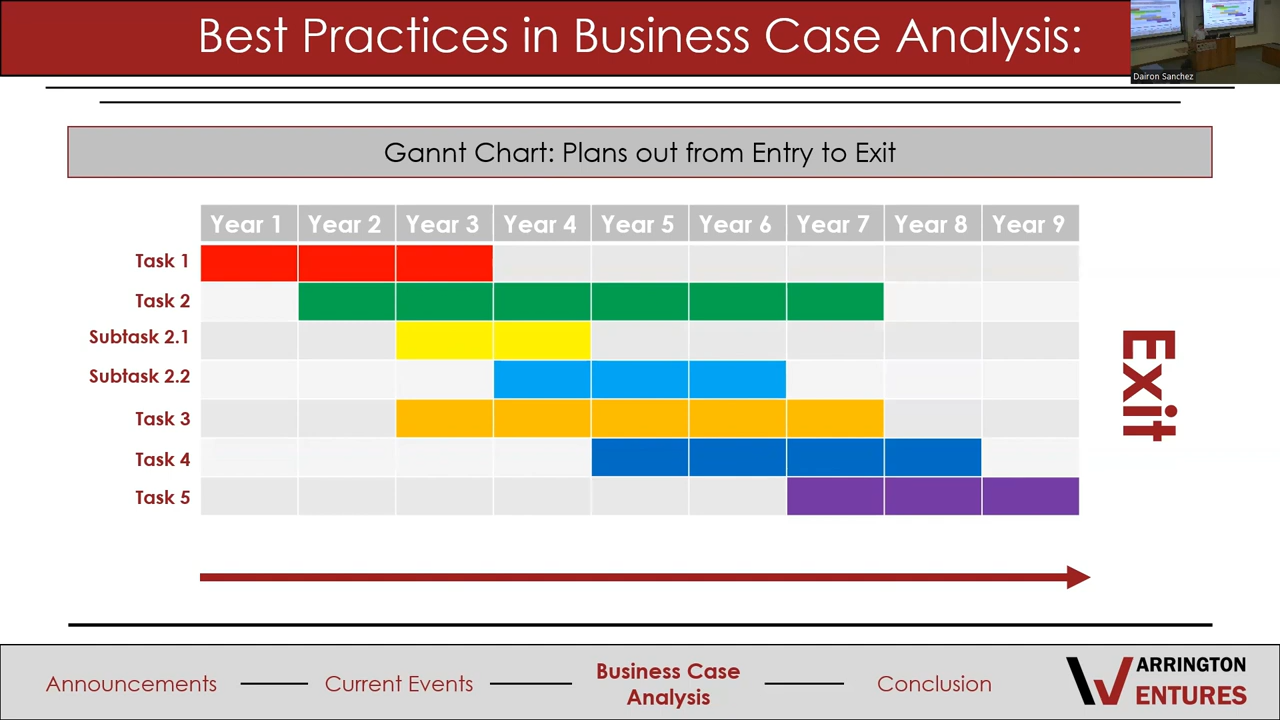 Best Practices in Business Case Analysis:
Dairon Sanchez
Gannt Chart: Plans out from Entry to Exit
Year 1 Year 2 Year 3 Year 4 Year 5 Year 6 Year 7 Year 8 Year 9
Task 1
Task 2
Subtask 2.1
Subtask 2.2
Task 3
Task 4
Task 5
Exit
Announcements
Current Events
Business Case
Analysis
Conclusion
WARRINGTON
VENTURES